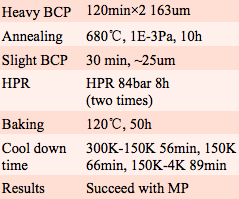 Heavy BCP 120min×2 163um
Annealing 680℃, 1E-3Pa, 10h
Slight BCP 30 min, ~25um
HPR HPR 84bar 8h
(two times)
Baking 120℃, 50h
Cool down 300K-150K 56min, 150K
time 66min, 150K-4K 89min
Results Succeed with MP